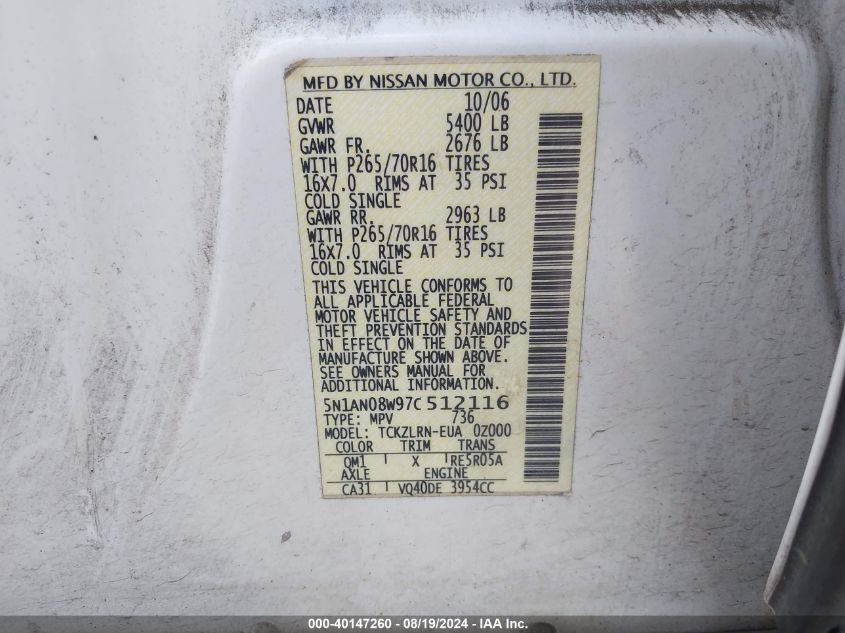 MFD BY NISSAN MOTOR CO., LTD.
DATE 10/06
GVWR 5400 LB
GAWR FR. 2676 LB
WITH P265/70R16 TIRES
16X7.0 RIMS AT 35 PSI
COLD SINGLE
GAWR RR. 2963 LB
WITH P265/70R16 TIRES
16X7.0 RIMS AT 35 PSI
COLD SINGLE
THIS VEHICLE CONFORMS TO
ALL APPLICABLE FEDERAL
MOTOR VEHICLE SAFETY AND
THEFT PREVENTION STANDARDS
IN EFFECT ON THE DATE OF
MANUFACTURE SHOWN ABOVE.
SEE OWNERS MANUAL FOR
ADDITIONAL INFORMATION.
5N1AN08W97C512116
TYPE: MPV 736
MODEL: TCKZLRN-EUA 0Z000
COLOR TRIM TRANS
QM1 X RE5R05A
AXLE ENGINE
CA31 VQ40DE 3954CC
000-40147260 - 08/19/2024 - IAA Inc.